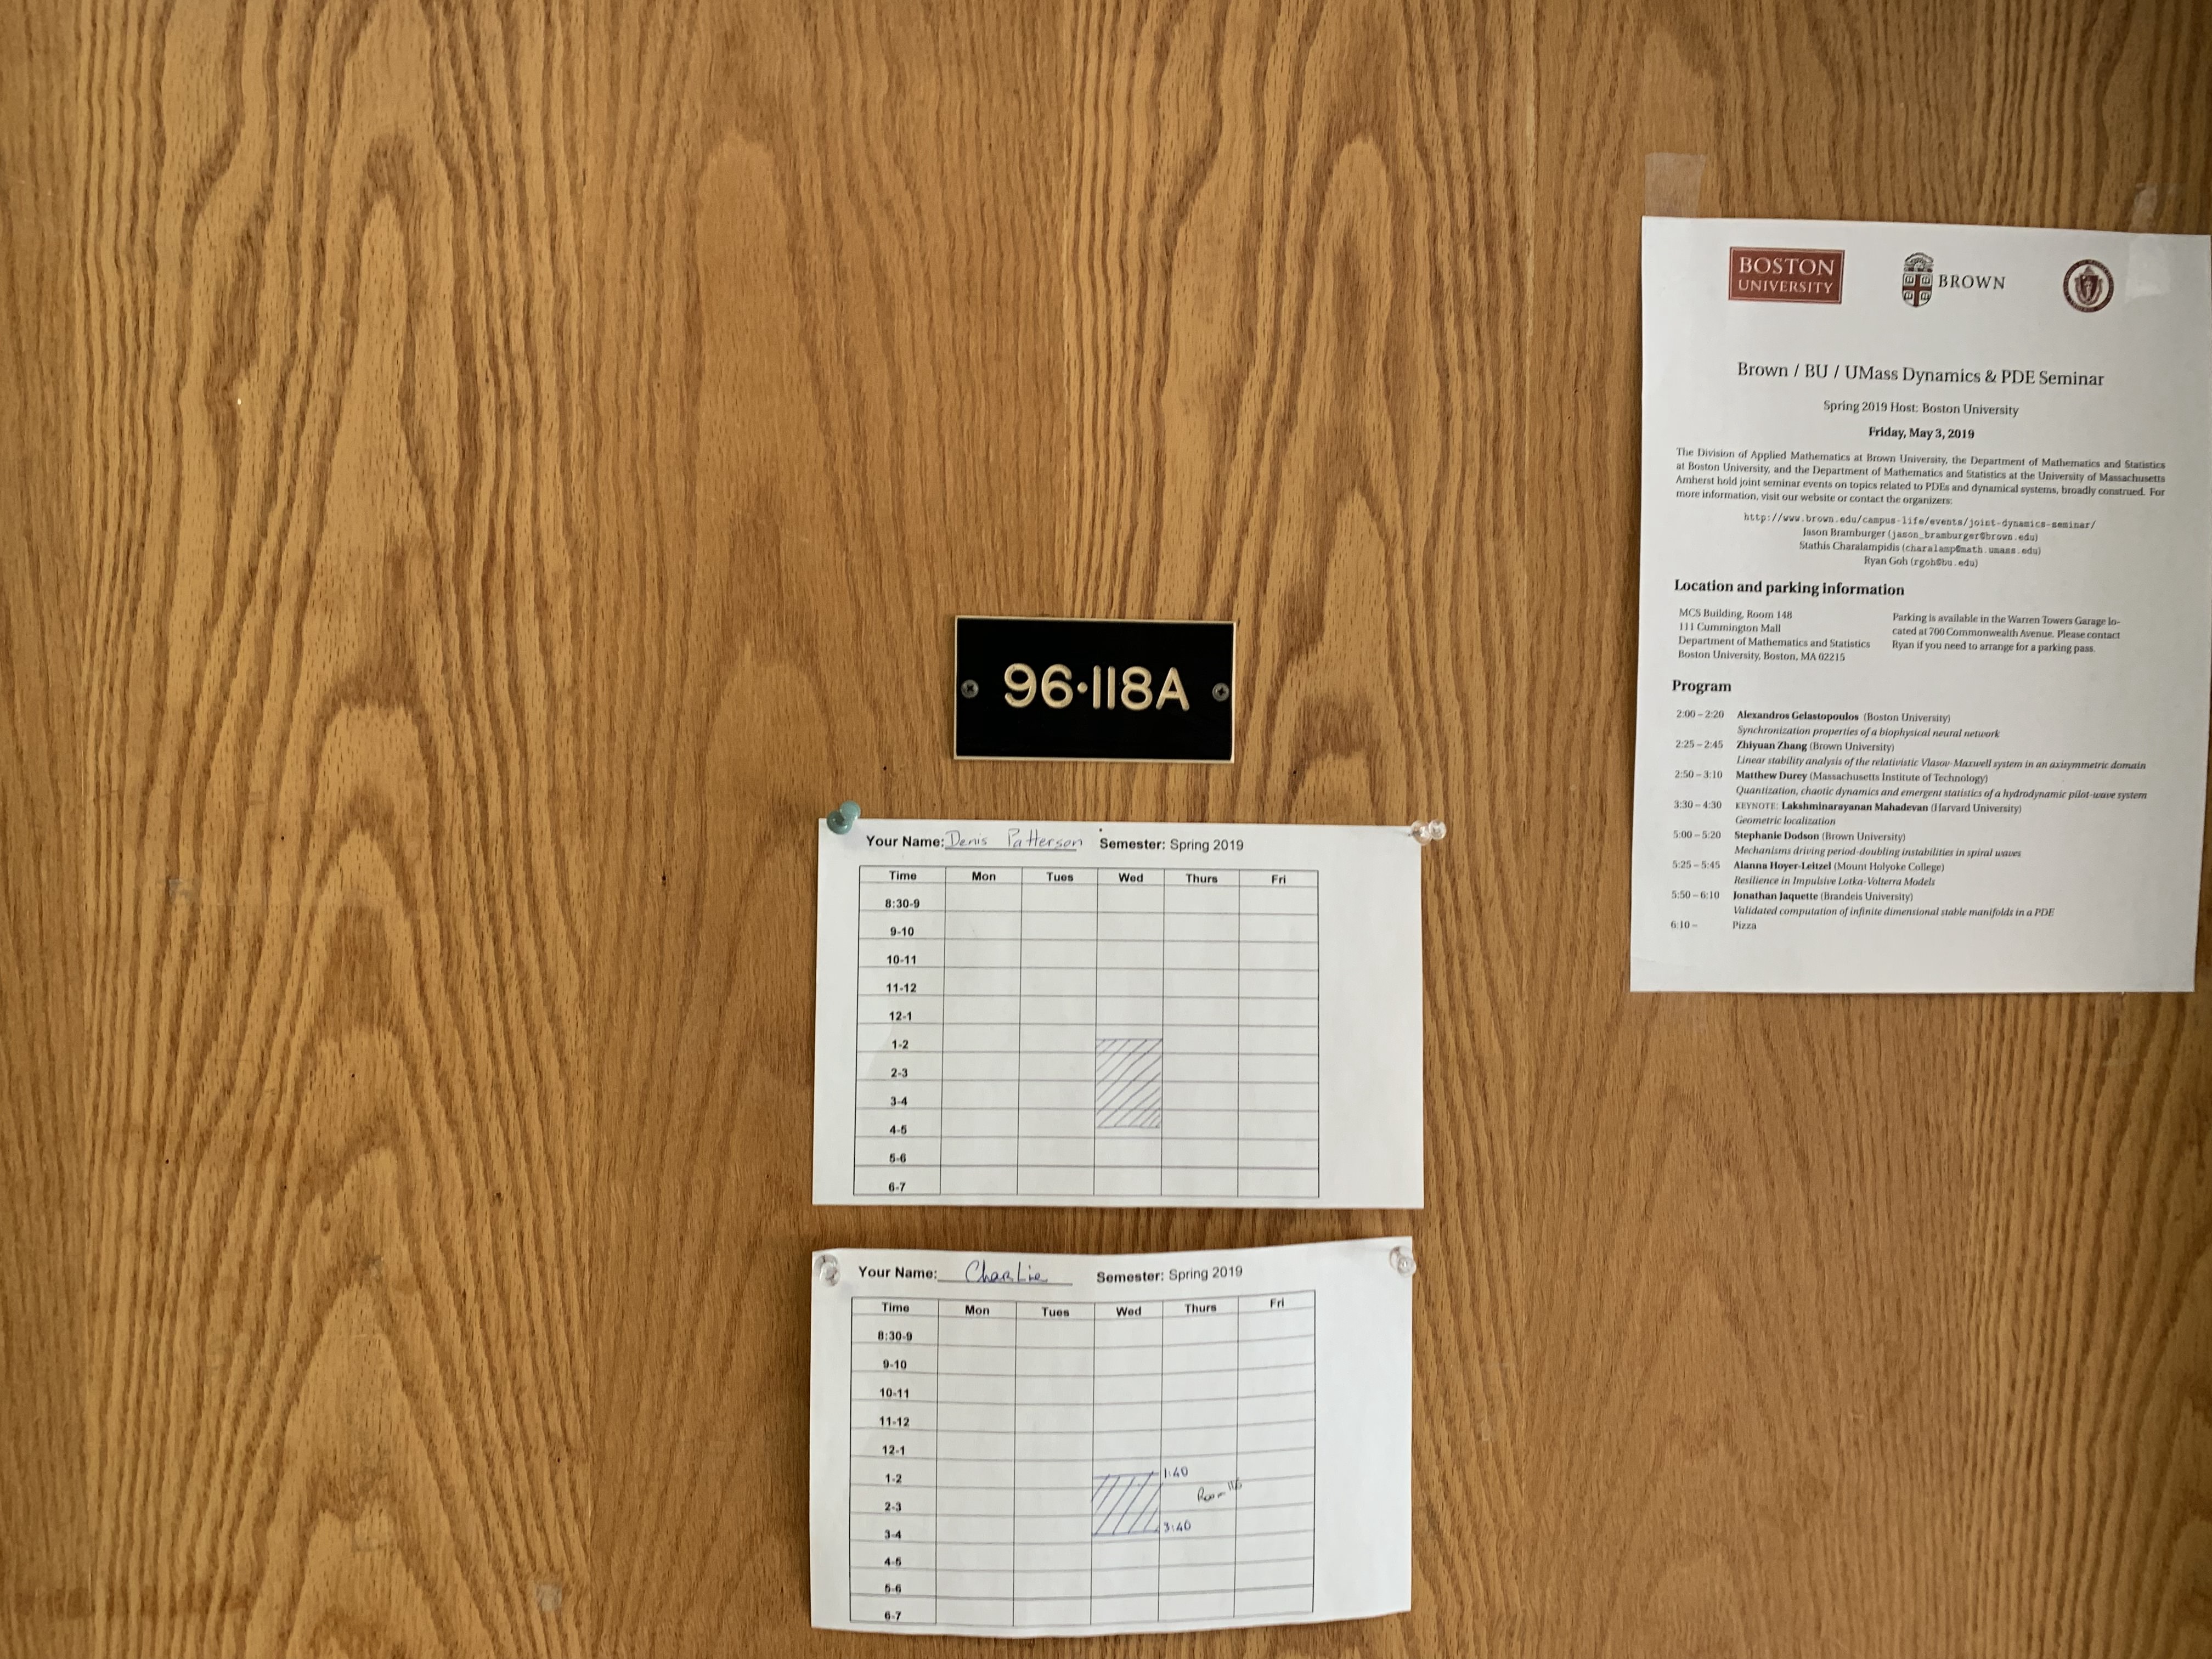 BOSTON
UNIVERSITY
BROWN
Brown / BU / UMass Dynamics & PDE Seminar
Spring 2019 Host: Boston University
Friday, May 3, 2019
The Division of Applied Mathematics at Brown University, the Department of Mathematics and Statistics
at Boston University, and the Department of Mathematics and Statistics at the University of Massachusetts
Amherst hold joint seminar events on topics related to PDEs and dynamical systems, broadly construed. For
more information, visit our website or contact the organizers:
http://www.brown.edu/campus-life/events/joint-dynamics-seminar/
Jason Bramburger (jason_bramburger@brown.edu)
Stathis Charalampidis (charalamp@math.umass.edu)
Ryan Goh (rgoh@bu.edu)
Location and parking information
MCS Building, Room 148
111 Cummington Mall
Department of Mathematics and Statistics
Boston University, Boston, MA 02215
Parking is available in the Warren Towers Garage lo-
cated at 700 Commonwealth Avenue. Please contact
Ryan if you need to arrange for a parking pass.
Program
2:00 – 2:20 Alexandros Gelastopoulos (Boston University)
Synchronization properties of a biophysical neural network
2:25 – 2:45 Zhiyuan Zhang (Brown University)
Linear stability analysis of the relativistic Vlasov-Maxwell system in an axisymmetric domain
2:50 – 3:10 Matthew Durey (Massachusetts Institute of Technology)
Quantization, chaotic dynamics and emergent statistics of a hydrodynamic pilot-wave system
3:30 – 4:30 KEYNOTE: Lakshminarayanan Mahadevan (Harvard University)
Geometric localization
5:00 – 5:20 Stephanie Dodson (Brown University)
Mechanisms driving period-doubling instabilities in spiral waves
5:25 – 5:45 Alanna Hoyer-Leitzel (Mount Holyoke College)
Resilience in Impulsive Lotka-Volterra Models
5:50 – 6:10 Jonathan Jaquette (Brandeis University)
Validated computation of infinite dimensional stable manifolds in a PDE
6:10 – Pizza
96·118A
Your Name: Denis Patterson Semester: Spring 2019
Time Mon Tues Wed Thurs Fri
8:30-9
9-10
10-11
11-12
12-1
1-2
2-3
3-4
4-5
5-6
6-7
Your Name: Charlie Semester: Spring 2019
Time Mon Tues Wed Thurs Fri
8:30-9
9-10
10-11
11-12
12-1
1-2 1:40
2-3 Room
3-4 3:40
4-5
5-6
6-7